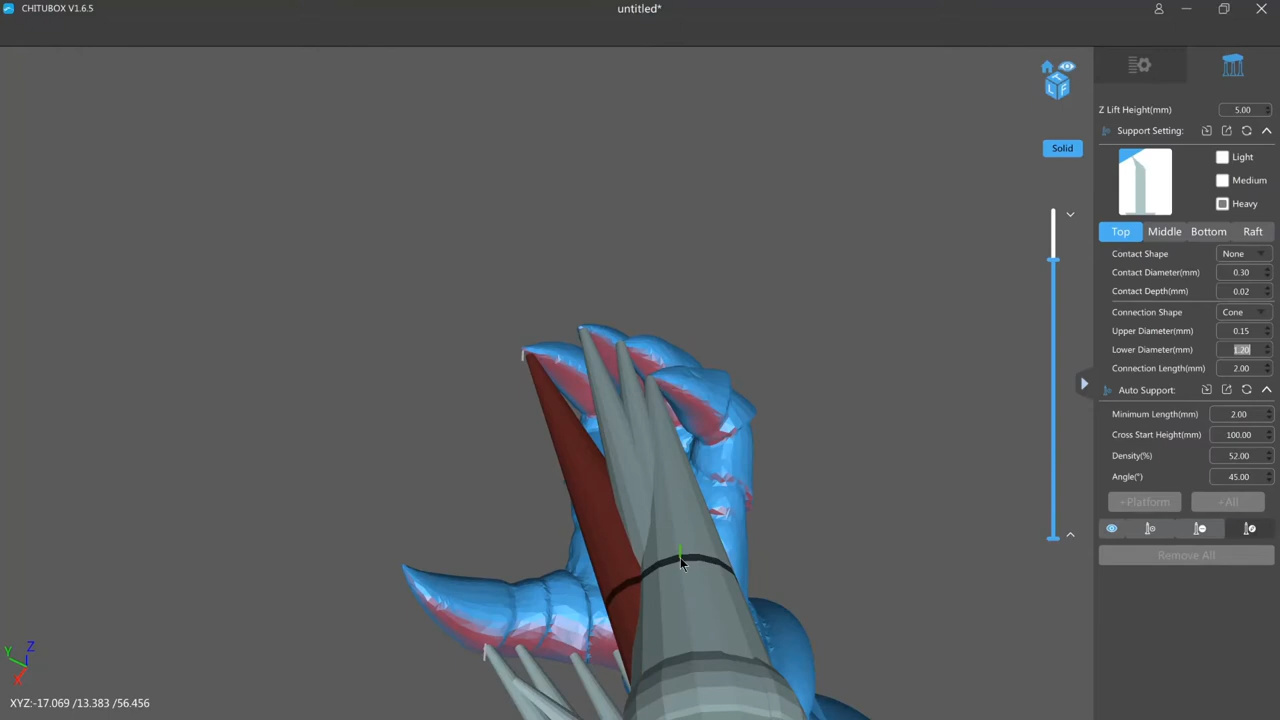 CHITUBOX V1.6.5
untitled*
Z Lift Height(mm) 5.00
Support Setting:
Light
Medium
Heavy
Solid
Top Middle Bottom Raft
Contact Shape None
Contact Diameter(mm) 0.30
Contact Depth(mm) 0.02
Connection Shape Cone
Upper Diameter(mm) 0.15
Lower Diameter(mm) 1.20
Connection Length(mm) 2.00
Auto Support:
Minimum Length(mm) 2.00
Cross Start Height(mm) 100.00
Density(%) 52.00
Angle(°) 45.00
+Platform +All
Remove All
T
L F
Z
Y
X
XYZ:-17.069 /13.383 /56.456